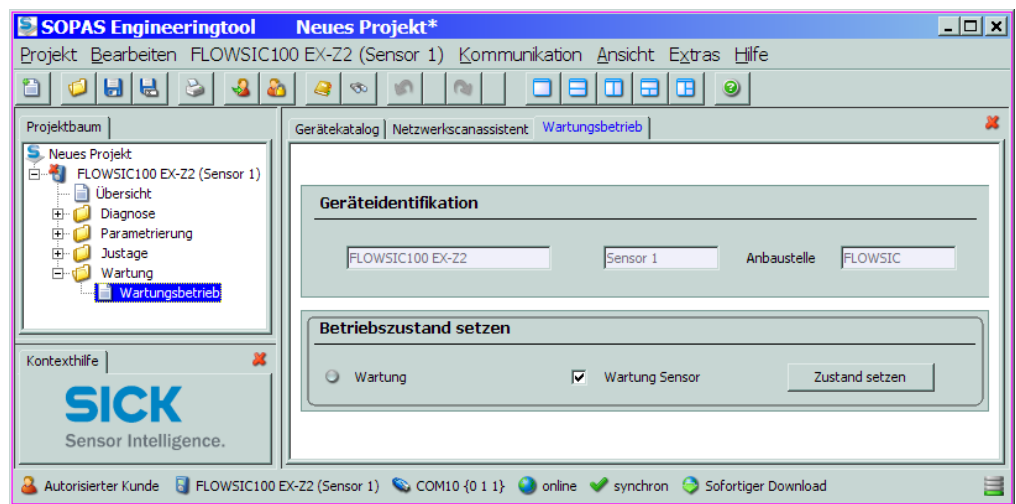 SOPAS Engineeringtool Neues Projekt*
Projekt Bearbeiten FLOWSIC100 EX-Z2 (Sensor 1) Kommunikation Ansicht Extras Hilfe
Projektbaum
Neues Projekt
FLOWSIC100 EX-Z2 (Sensor 1)
Übersicht
Diagnose
Parametrierung
Justage
Wartung
Wartungsbetrieb
Kontexthilfe
SICK
Sensor Intelligence.
Gerätekatalog Netzwerkscanassistent Wartungsbetrieb
Geräteidentifikation
FLOWSIC100 EX-Z2 Sensor 1 Anbaustelle FLOWSIC
Betriebszustand setzen
Wartung Wartung Sensor Zustand setzen
Autorisierter Kunde FLOWSIC100 EX-Z2 (Sensor 1) COM10 {0 1 1} online synchron Sofortiger Download